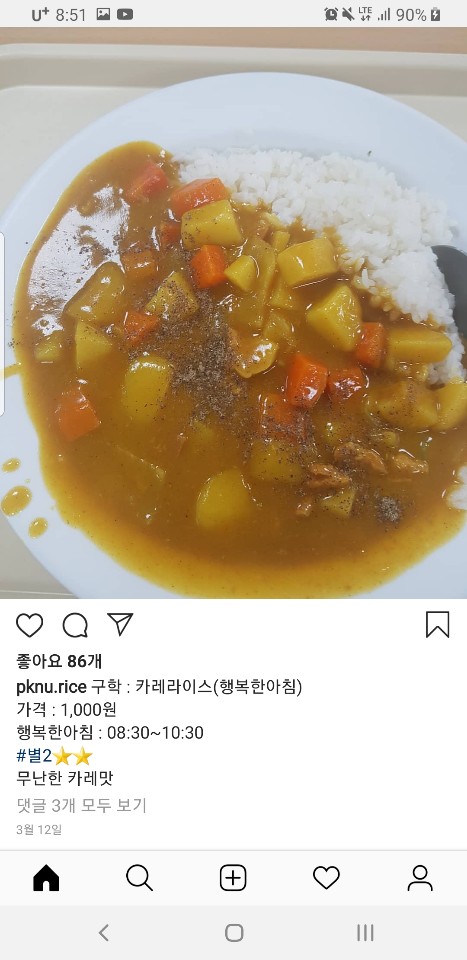 U+ 8:51 LTE 90%
좋아요 86개
pknu.rice 구학 : 카레라이스(행복한아침)
가격 : 1,000원
행복한아침 : 08:30~10:30
#별2⭐⭐
무난한 카레맛
댓글 3개 모두 보기
3월 12일